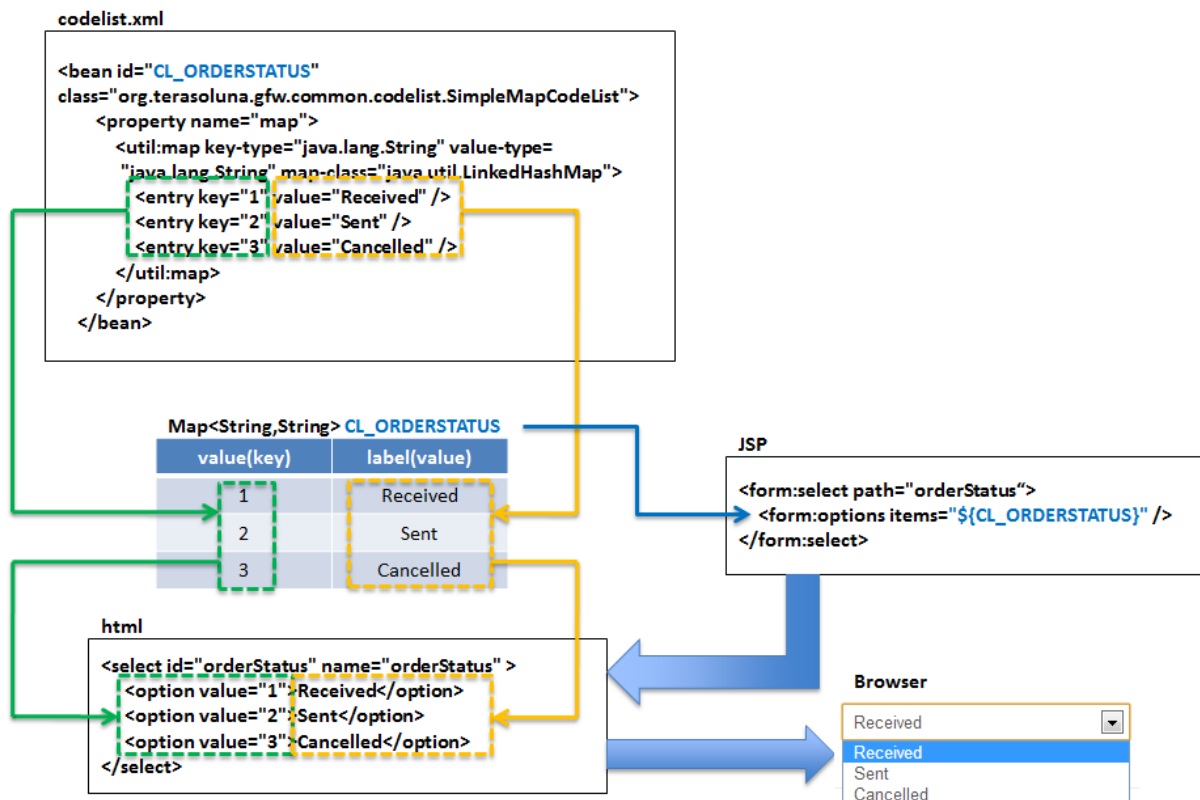 codelist.xml
<bean id="CL_ORDERSTATUS"
class="org.terasoluna.gfw.common.codelist.SimpleMapCodeList">
<property name="map">
<util:map key-type="java.lang.String" value-type=
"java.lang.String" map-class="java.util.LinkedHashMap">
<entry key="1" value="Received" />
<entry key="2" value="Sent" />
<entry key="3" value="Cancelled" />
</util:map>
</property>
</bean>
Map<String,String> CL_ORDERSTATUS
value(key) label(value)
1 Received
2 Sent
3 Cancelled
JSP
<form:select path="orderStatus“>
<form:options items="${CL_ORDERSTATUS}" />
</form:select>
html
<select id="orderStatus" name="orderStatus" >
<option value="1">Received</option>
<option value="2">Sent</option>
<option value="3">Cancelled</option>
</select>
Browser
Received
Received
Sent
Cancelled